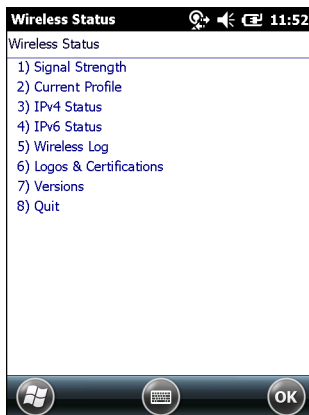 Wireless Status 11:52
Wireless Status
1) Signal Strength
2) Current Profile
3) IPv4 Status
4) IPv6 Status
5) Wireless Log
6) Logos & Certifications
7) Versions
8) Quit
OK